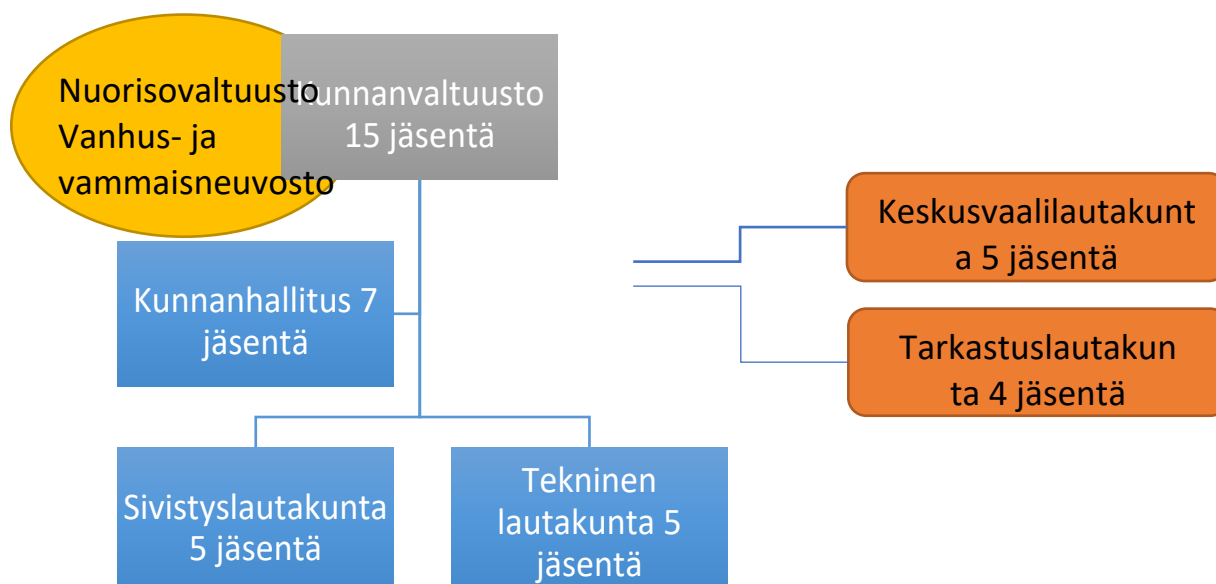 Nuorisovaltuusto
Vanhus- ja
vammaisneuvosto
Kunnanvaltuusto
15 jäsentä
Kunnanhallitus 7
jäsentä
Sivistyslautakunta
5 jäsentä
Tekninen
lautakunta 5
jäsentä
Keskusvaalilautakunt
a 5 jäsentä
Tarkastuslautakun
ta 4 jäsentä